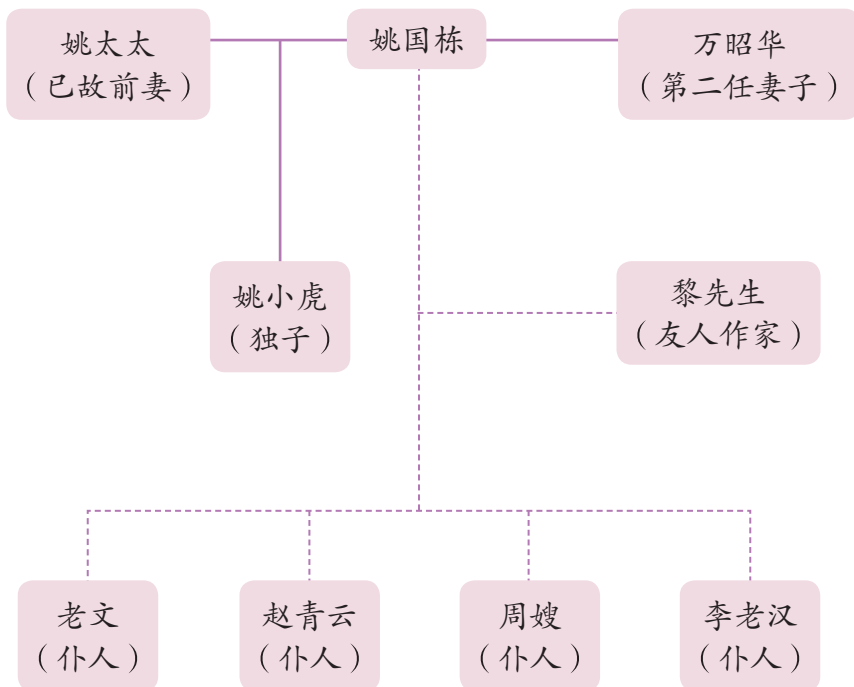 姚太太
（已故前妻）
姚国栋
万昭华
（第二任妻子）
姚小虎
（独子）
黎先生
（友人作家）
老文
（仆人）
赵青云
（仆人）
周嫂
（仆人）
李老汉
（仆人）